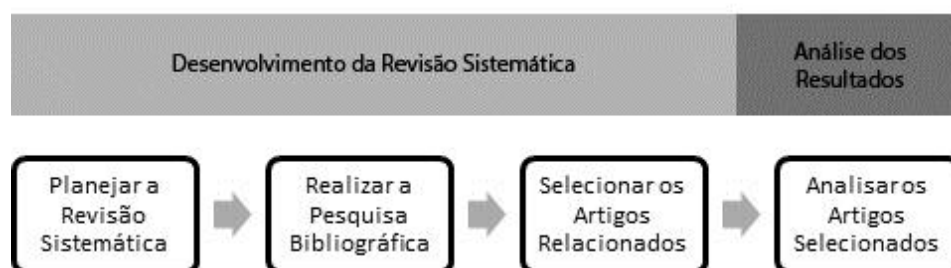 Desenvolvimento da Revisão Sistemática
Análise dos
Resultados
Planejar a
Revisão
Sistemática
Realizar a
Pesquisa
Bibliográfica
Selecionar os
Artigos
Relacionados
Analisar os
Artigos
Selecionados